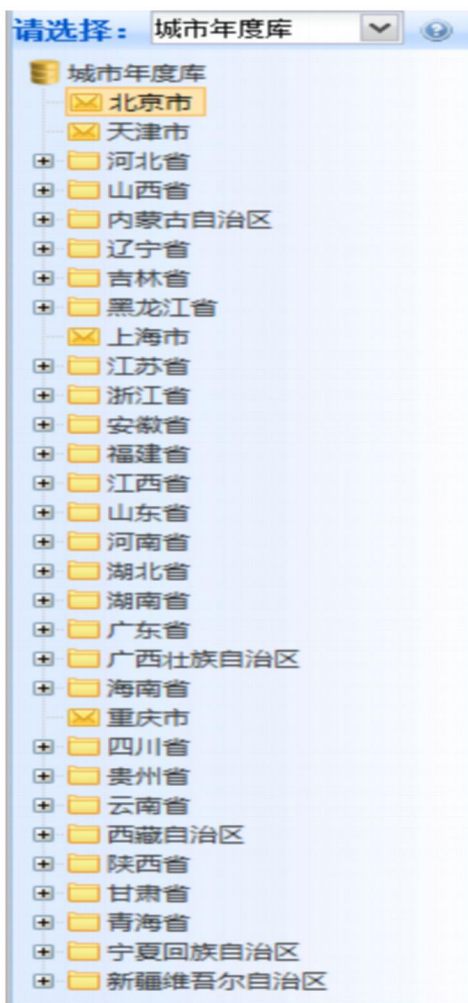 请选择： 城市年度库
城市年度库
北京市
天津市
河北省
山西省
内蒙古自治区
辽宁省
吉林省
黑龙江省
上海市
江苏省
浙江省
安徽省
福建省
江西省
山东省
河南省
湖北省
湖南省
广东省
广西壮族自治区
海南省
重庆市
四川省
贵州省
云南省
西藏自治区
陕西省
甘肃省
青海省
宁夏回族自治区
新疆维吾尔自治区